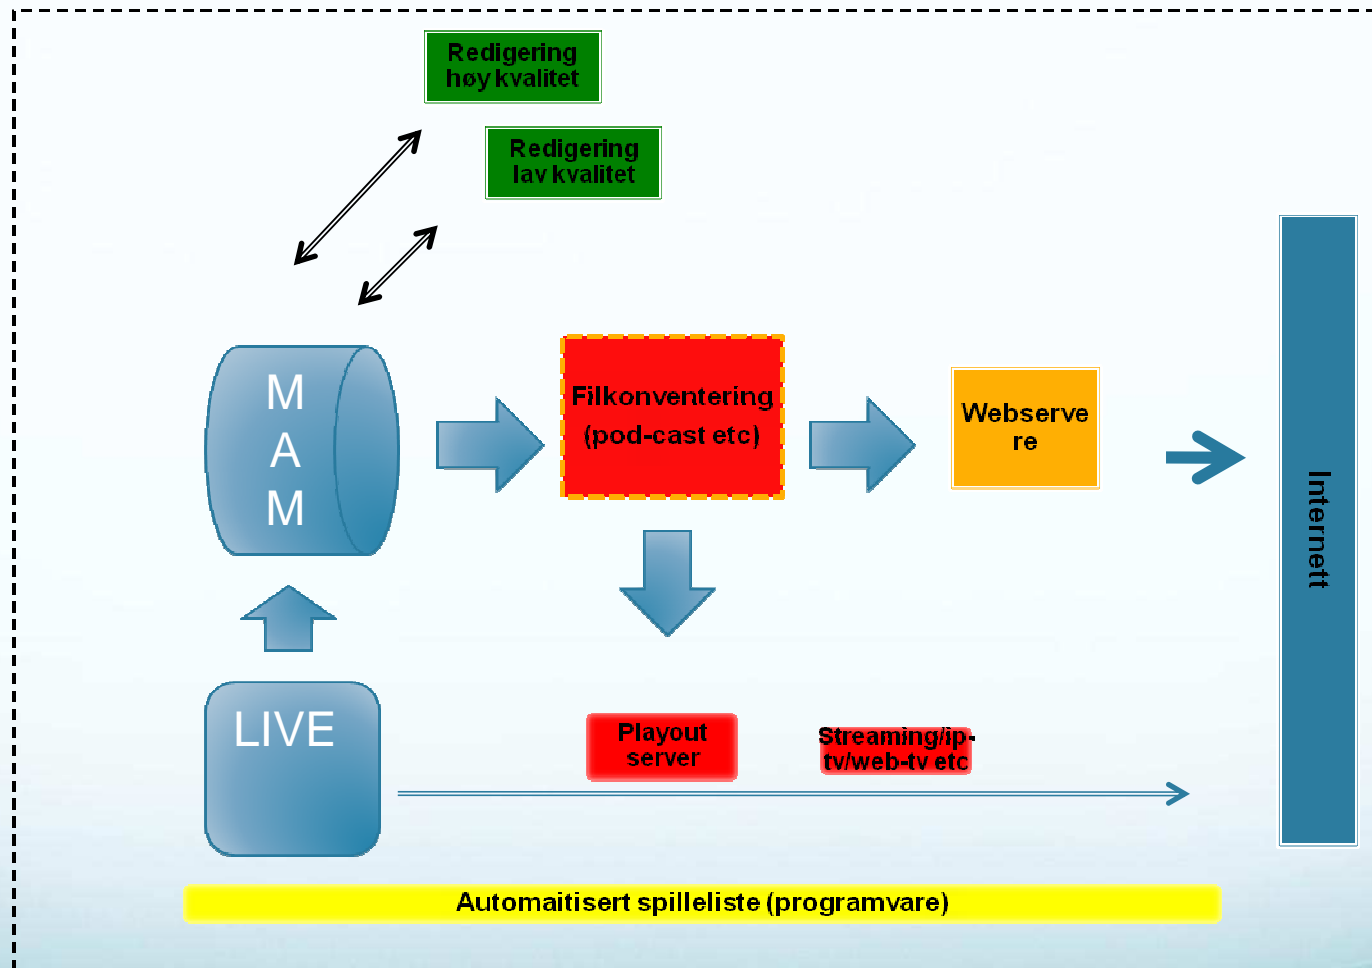 Redigering
høy kvalitet
Redigering
lav kvalitet
M
A
M
Filkonventering
(pod-cast etc)
Webserve
re
Internett
LIVE
Playout
server
Streaming/ip-
tv/web-tv etc
Automaitisert spilleliste (programvare)